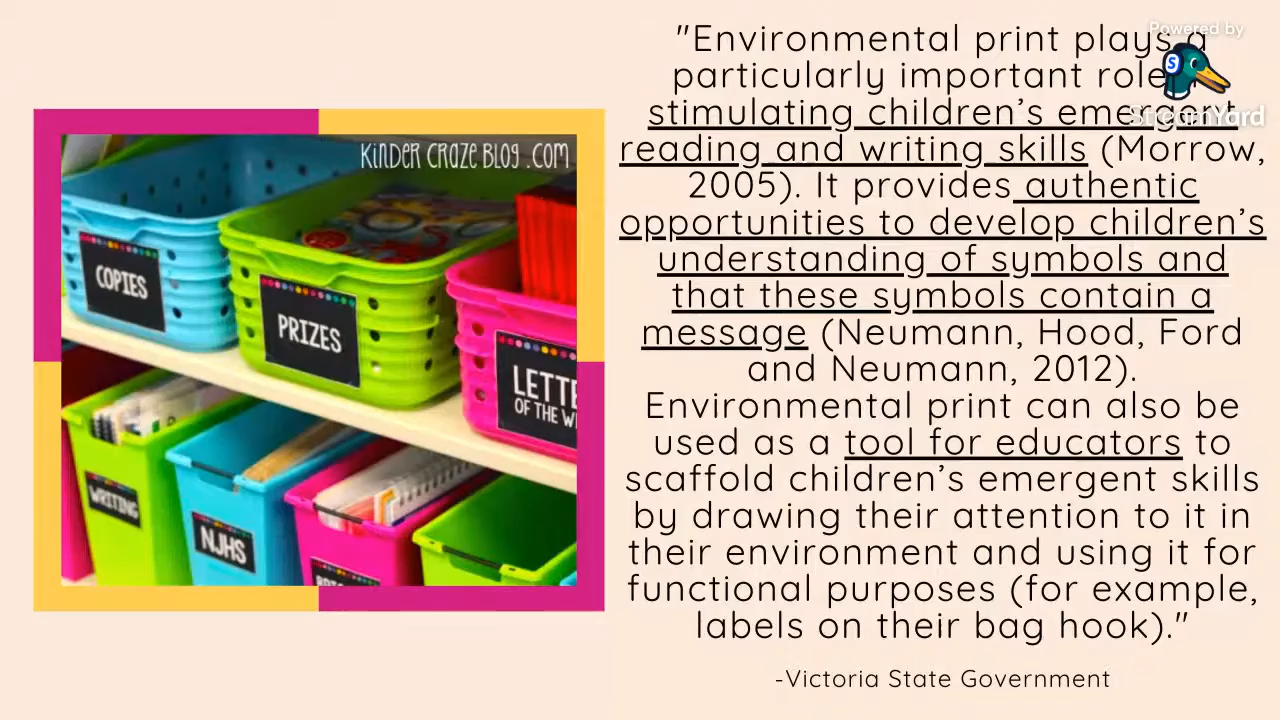 "Environmental print plays a
particularly important role
stimulating children's emergent
reading and writing skills (Morrow,
2005). It provides authentic
opportunities to develop children's
understanding of symbols and
that these symbols contain a
message (Neumann, Hood, Ford
and Neumann, 2012).
Environmental print can also be
used as a tool for educators to
scaffold children's emergent skills
by drawing their attention to it in
their environment and using it for
functional purposes (for example,
labels on their bag hook)."
-Victoria State Government
Powered by
S
StreamYard
KINDER CRAZE BLOG .COM
COPIES
PRIZES
LETTE
OF THE W
WRITING
NJHS